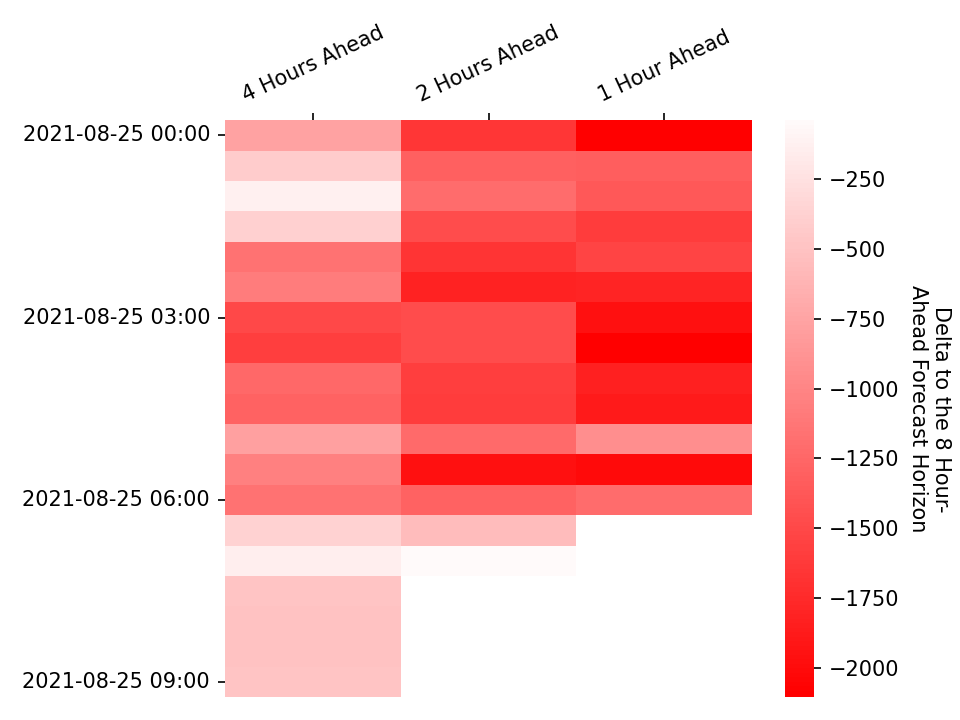 4 Hours Ahead
2 Hours Ahead
1 Hour Ahead
2021-08-25 00:00
2021-08-25 03:00
2021-08-25 06:00
2021-08-25 09:00
−250
−500
−750
−1000
−1250
−1500
−1750
−2000
Delta to the 8 Hour-
Ahead Forecast Horizon